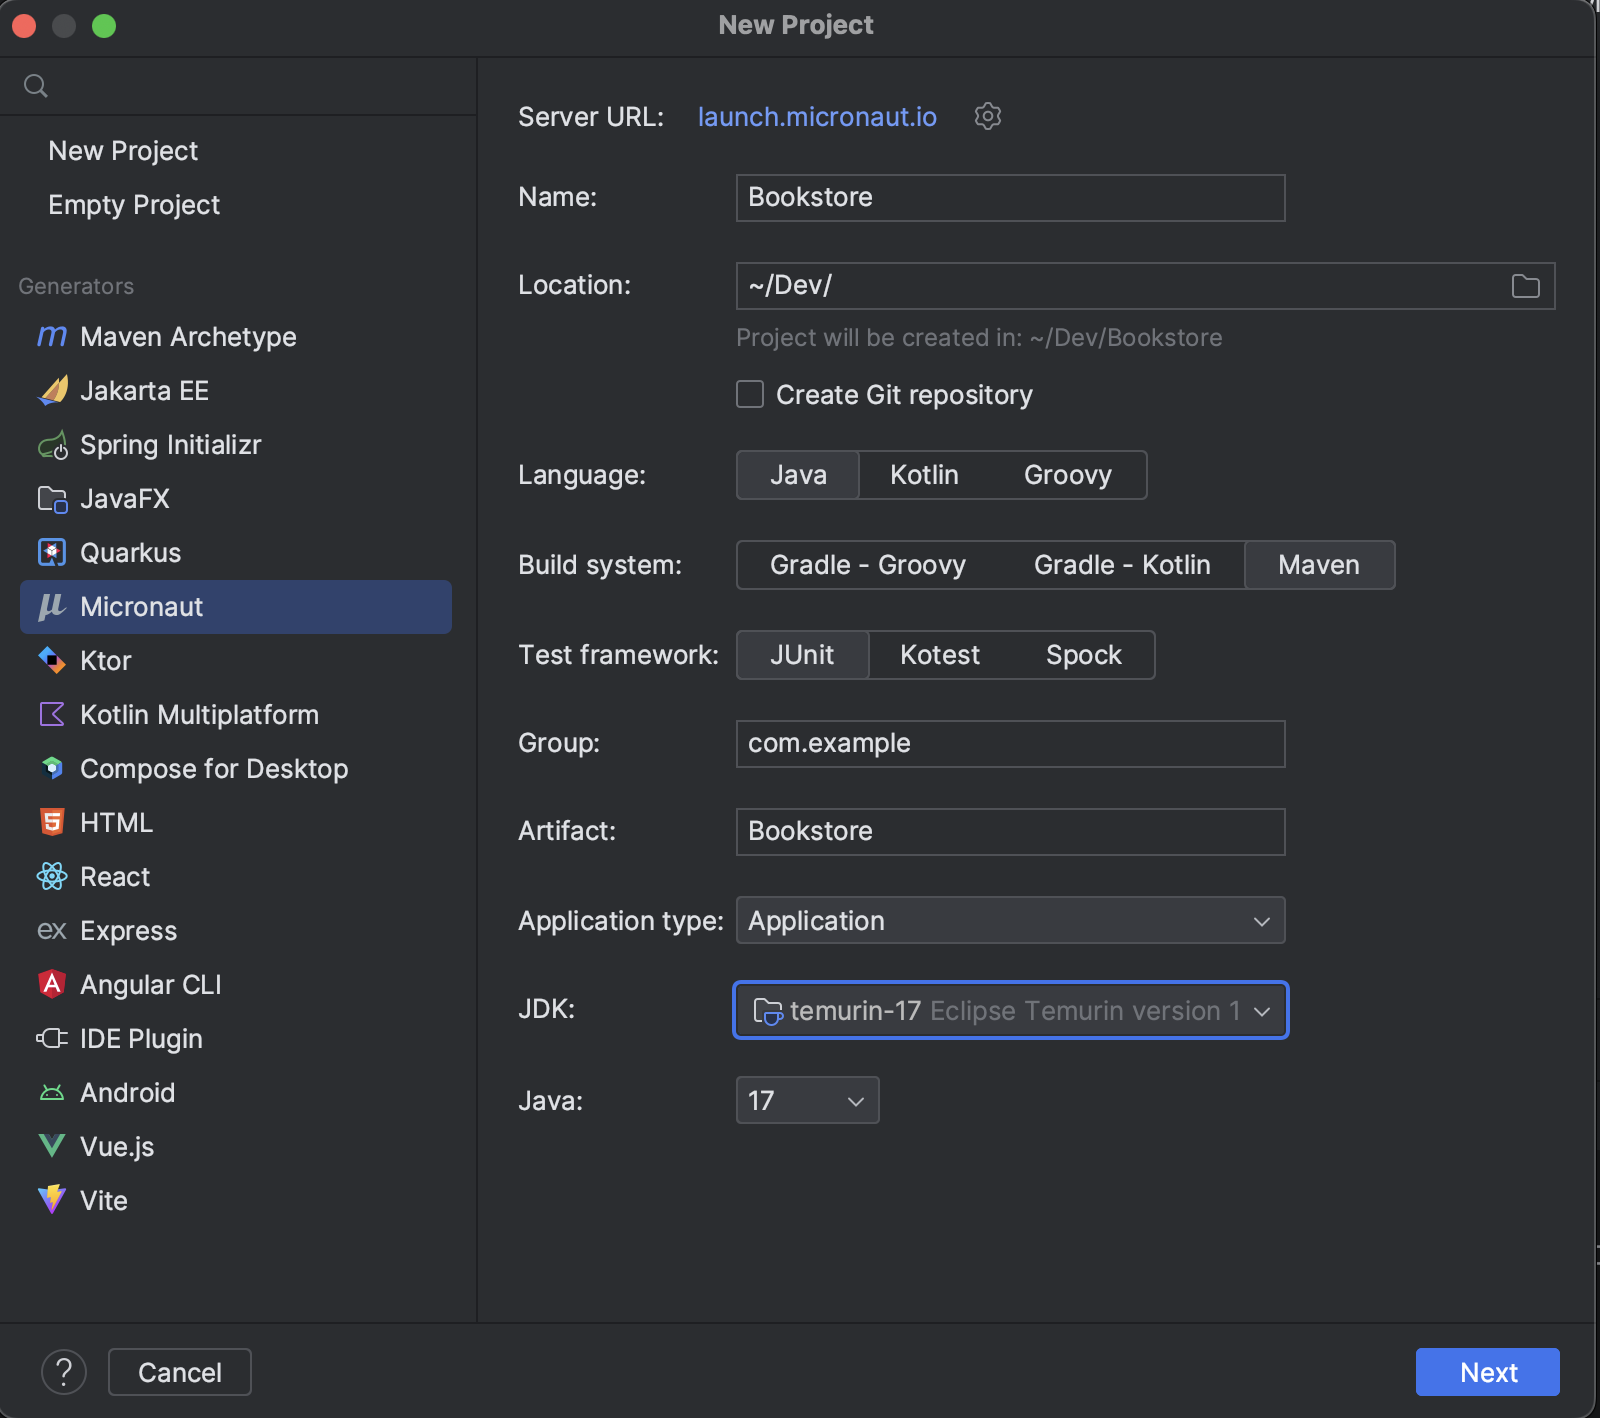 New Project
New Project
Empty Project
Generators
m Maven Archetype
Jakarta EE
Spring Initializr
JavaFX
Quarkus
μ Micronaut
Ktor
Kotlin Multiplatform
Compose for Desktop
5 HTML
React
ex Express
A Angular CLI
IDE Plugin
Android
Vue.js
Vite
Server URL: launch.micronaut.io
Name: Bookstore
Location: ~/Dev/
Project will be created in: ~/Dev/Bookstore
Create Git repository
Language: Java Kotlin Groovy
Build system: Gradle - Groovy Gradle - Kotlin Maven
Test framework: JUnit Kotest Spock
Group: com.example
Artifact: Bookstore
Application type: Application
JDK: temurin-17 Eclipse Temurin version 1
Java: 17
? Cancel Next